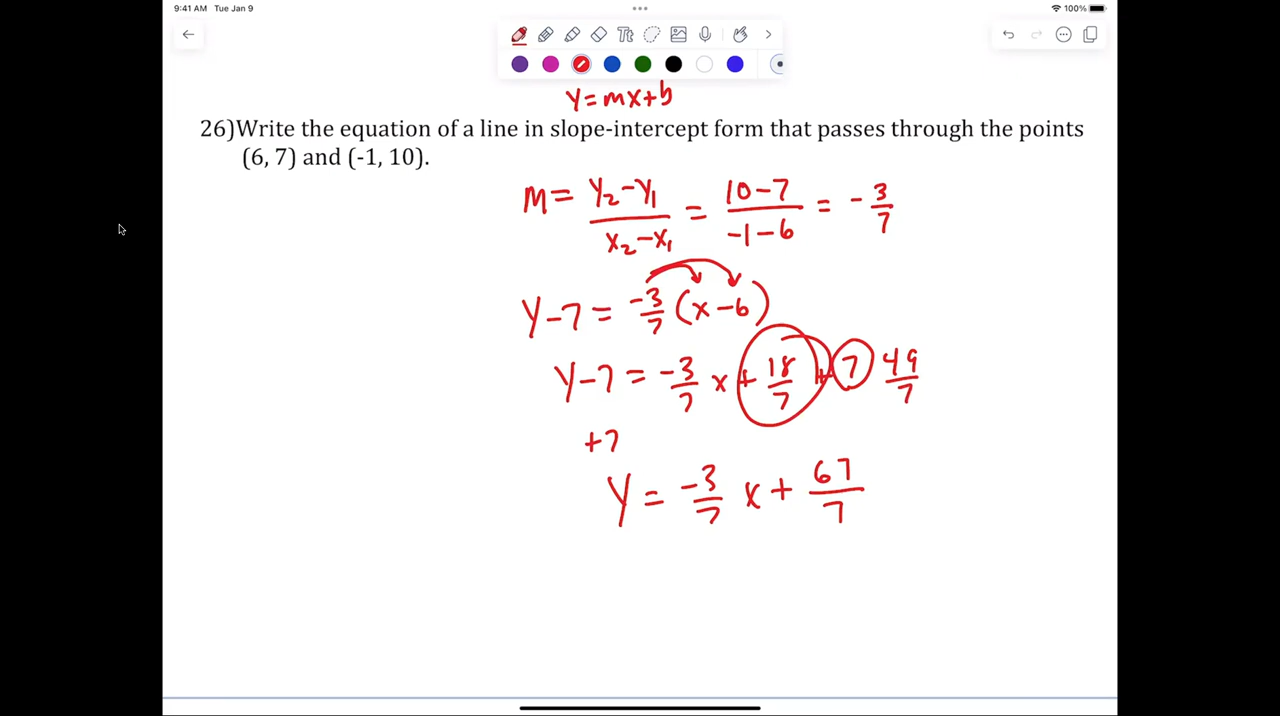 9:41 AM Tue Jan 9
100%
y=mx+b
26)Write the equation of a line in slope-intercept form that passes through the points
(6, 7) and (-1, 10).
m = (y₂-y₁)/(x₂-x₁) = (10-7)/(-1-6) = -3/7
y-7 = -3/7 (x-6)
y-7 = -3/7 x + 18/7 + 7 49/7
+7
y = -3/7 x + 67/7